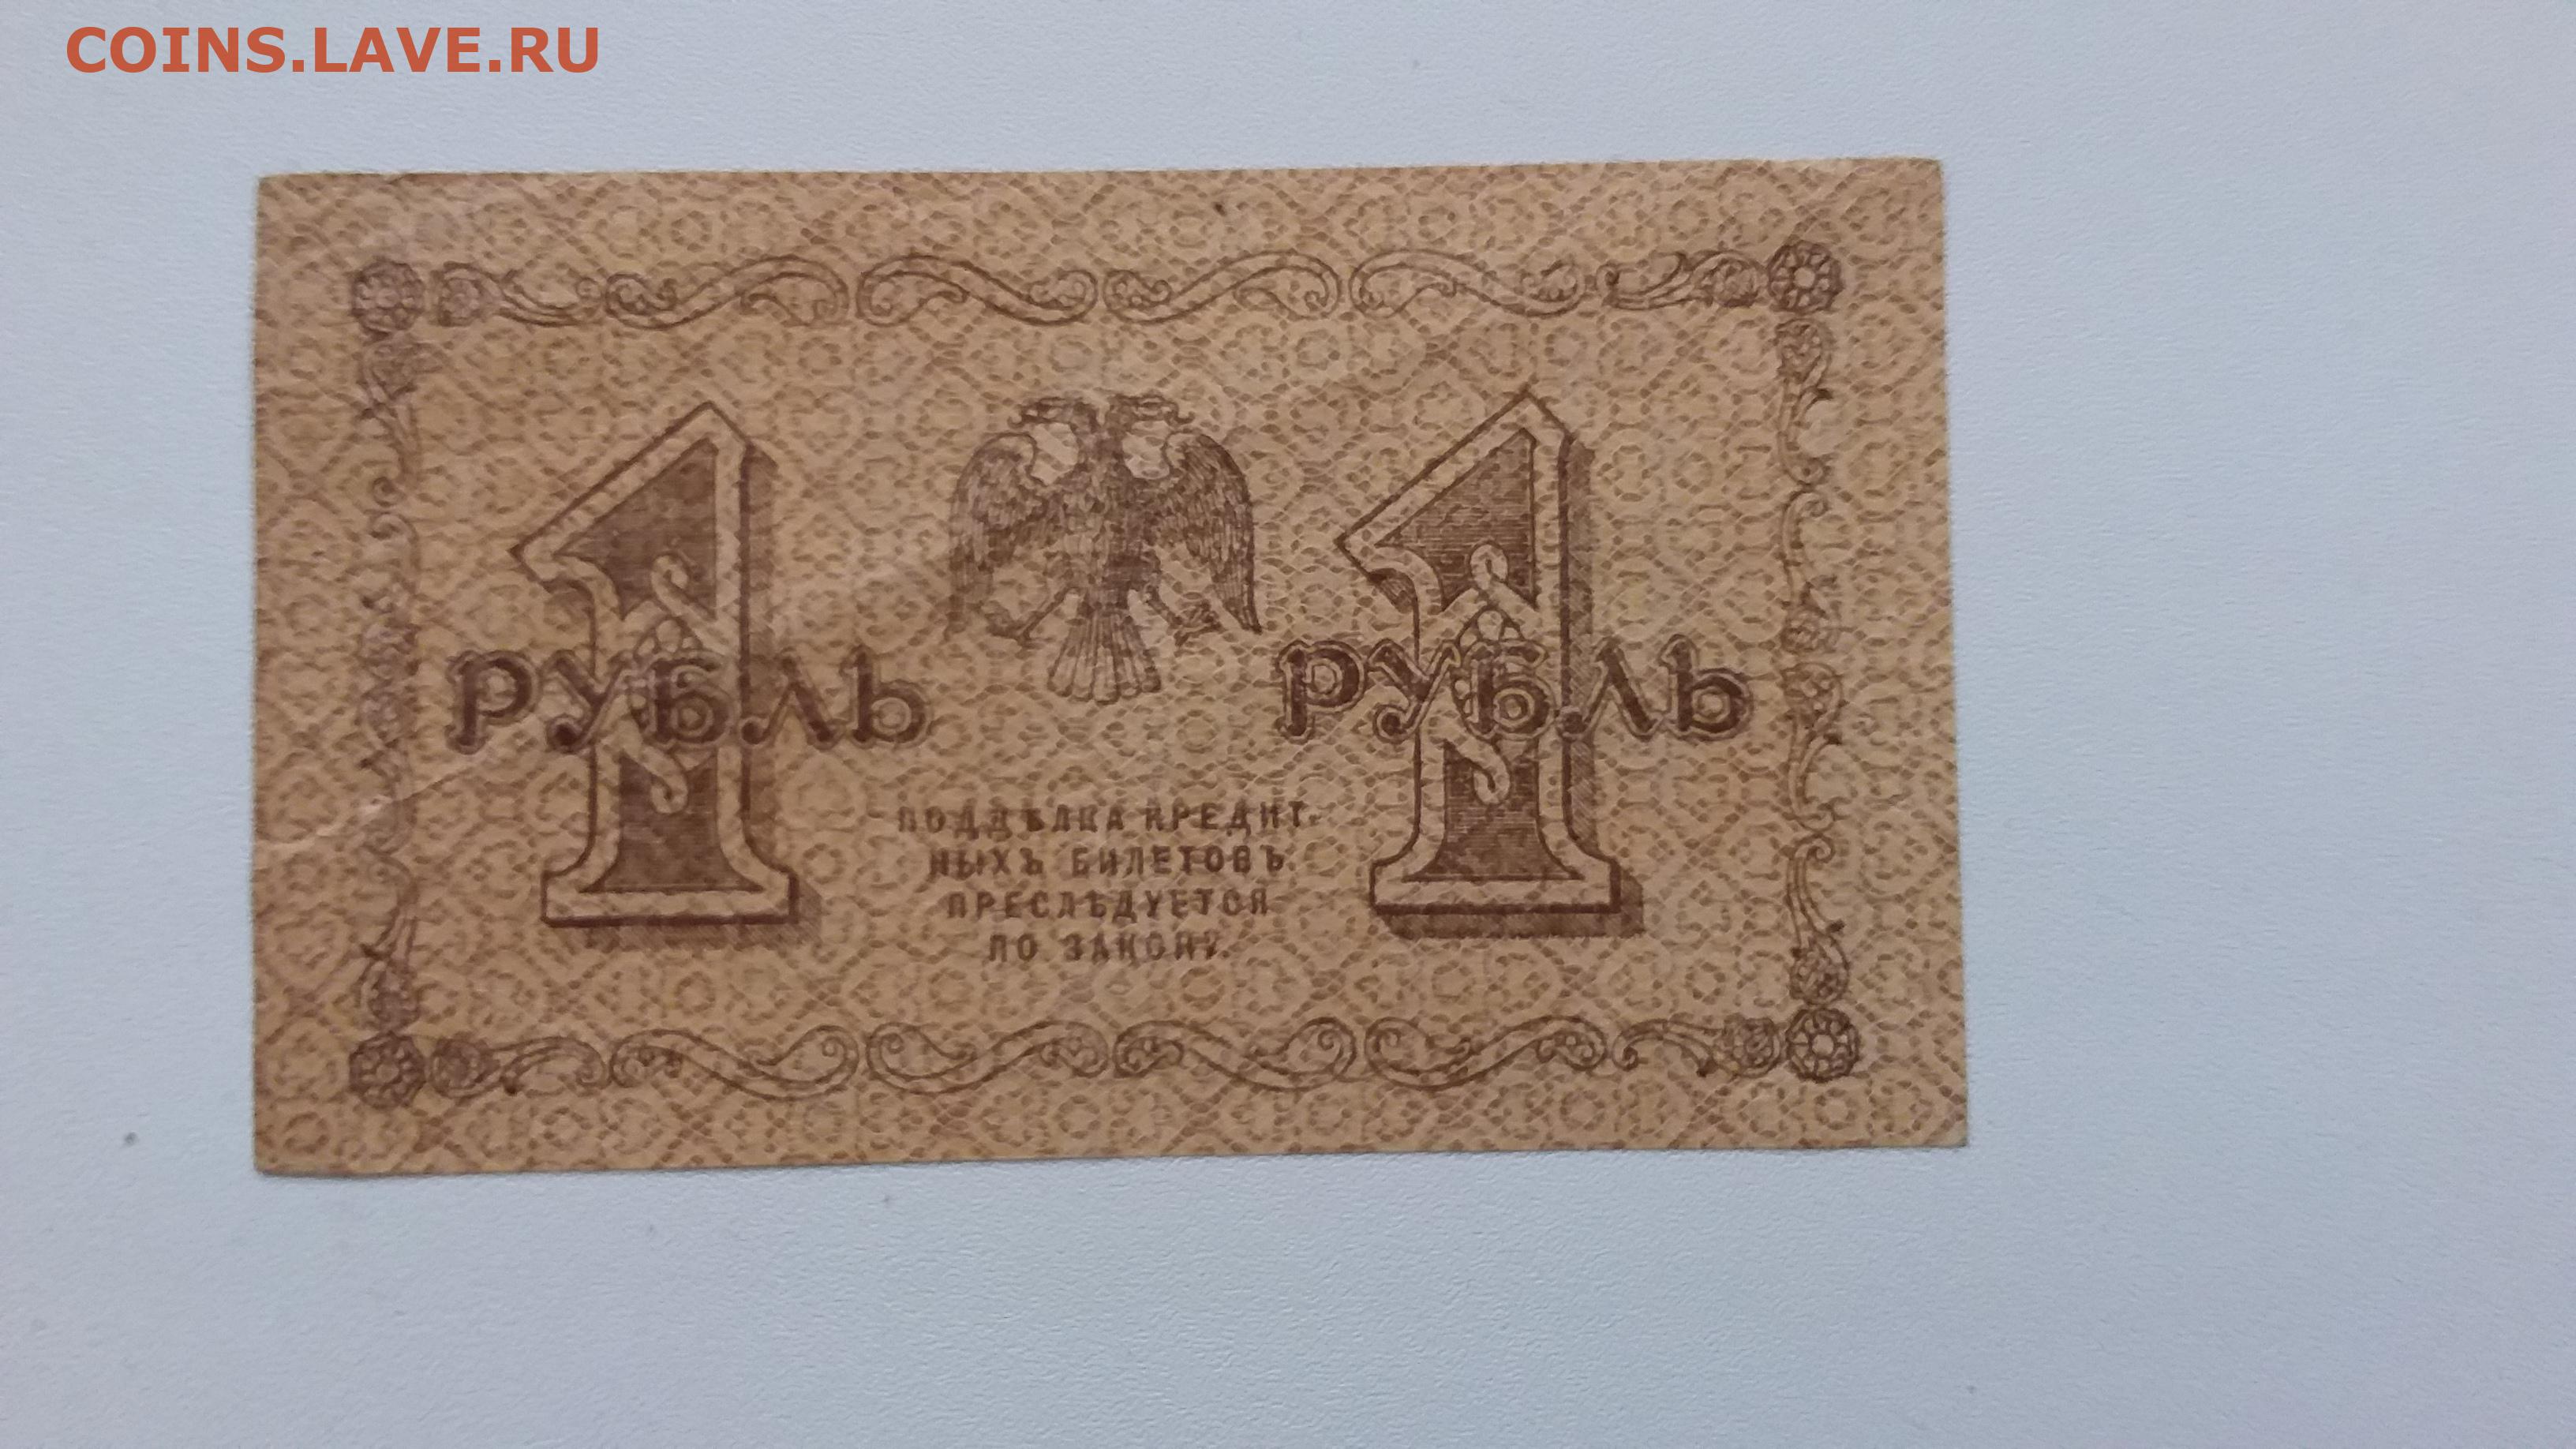 COINS.LAVE.RU
1 1
РУБЛЬ РУБЛЬ
ПОДДѢЛКА КРЕДИТ-
НЫХЪ БИЛЕТОВЪ
ПРЕСЛѢДУЕТСЯ
ПО ЗАКОНУ.